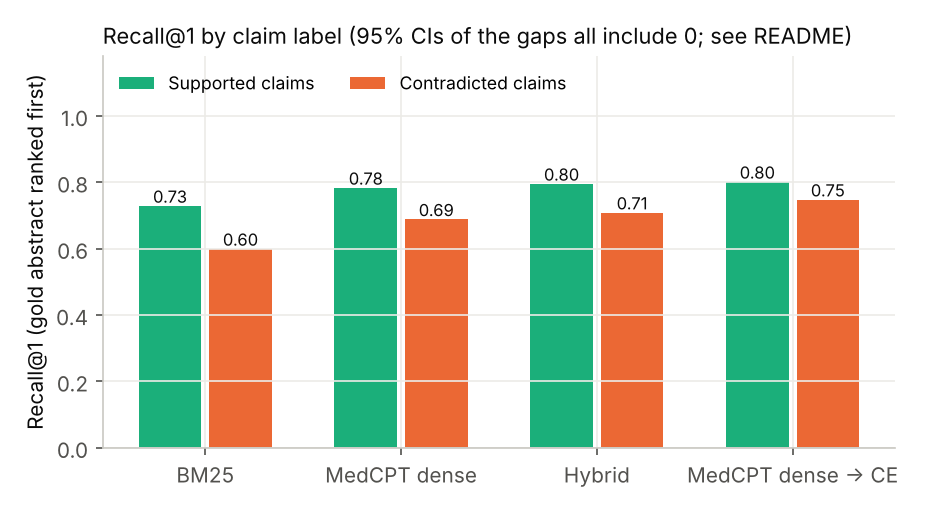 Recall@1 by claim label (95% CIs of the gaps all include 0; see README)
Supported claims
Contradicted claims
Recall@1 (gold abstract ranked first)
1.0
0.8
0.6
0.4
0.2
0.0
0.73
0.60
0.78
0.69
0.80
0.71
0.80
0.75
BM25
MedCPT dense
Hybrid
MedCPT dense → CE